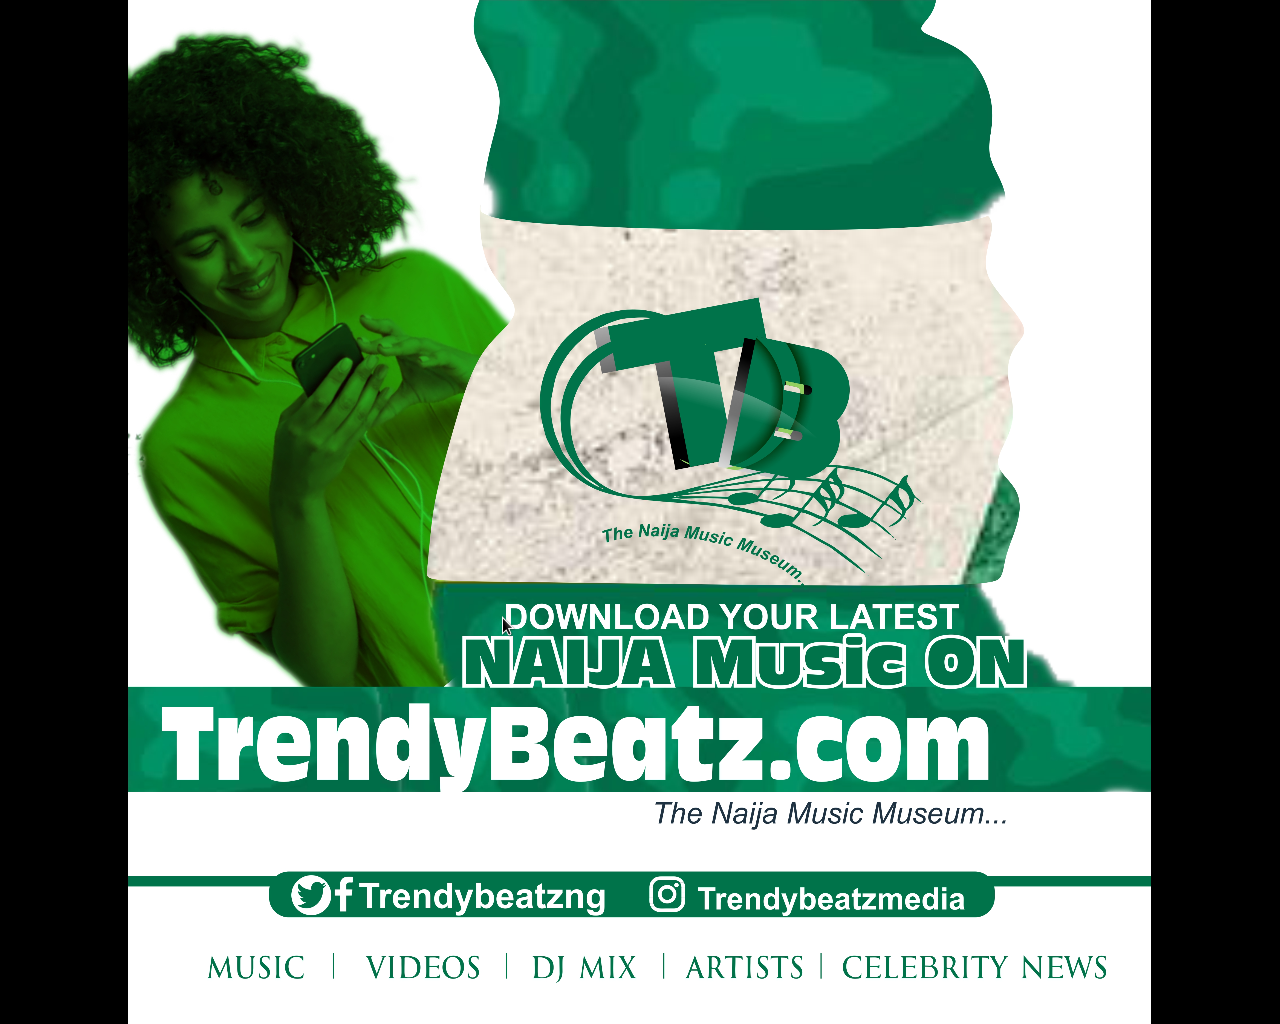 TB
The Naija Music Museum...
DOWNLOAD YOUR LATEST
NAIJA Music ON
TrendyBeatz.com
The Naija Music Museum...
Trendybeatzng Trendybeatzmedia
MUSIC | VIDEOS | DJ MIX | ARTISTS | CELEBRITY NEWS